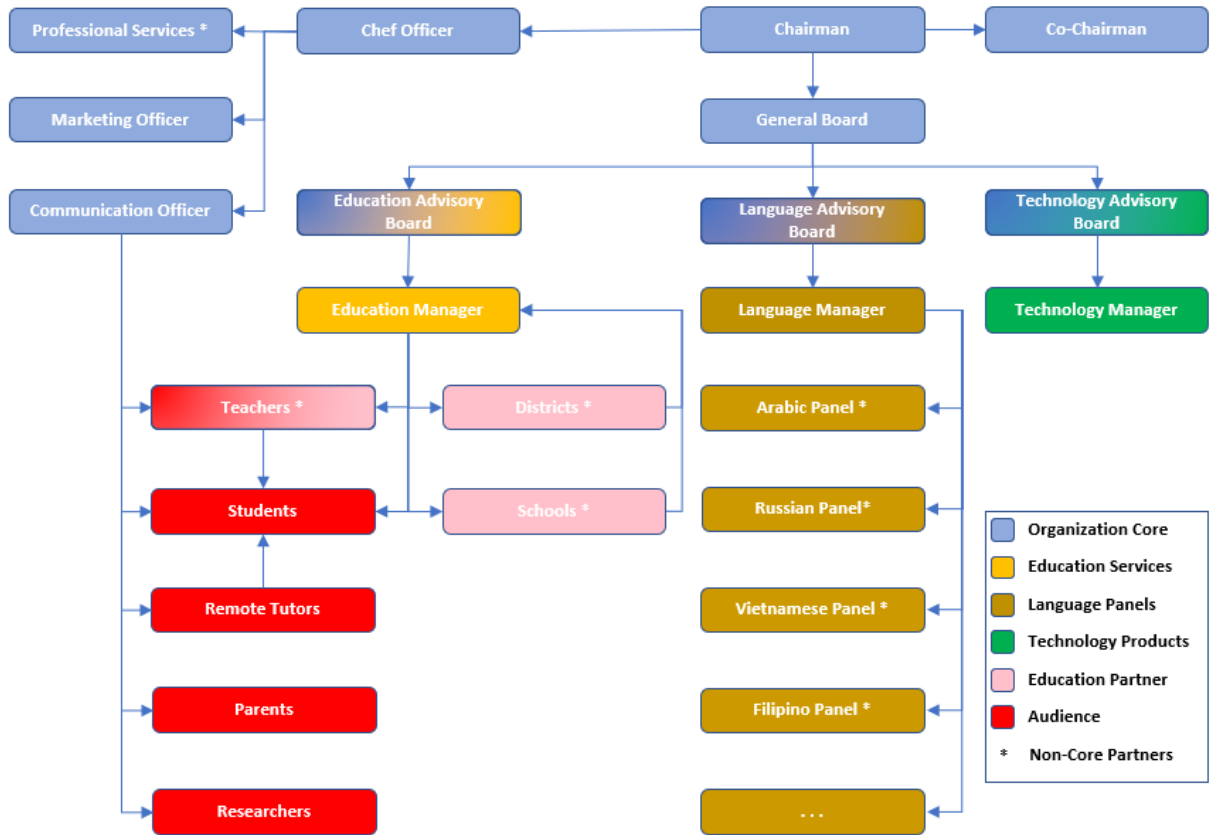 Professional Services *
Chef Officer
Chairman
Co-Chairman
Marketing Officer
General Board
Communication Officer
Education Advisory
Board
Language Advisory
Board
Technology Advisory
Board
Education Manager
Language Manager
Technology Manager
Teachers *
Districts *
Arabic Panel *
Students
Schools *
Russian Panel*
Remote Tutors
Vietnamese Panel *
Parents
Filipino Panel *
Researchers
. . .
Organization Core
Education Services
Language Panels
Technology Products
Education Partner
Audience
* Non-Core Partners